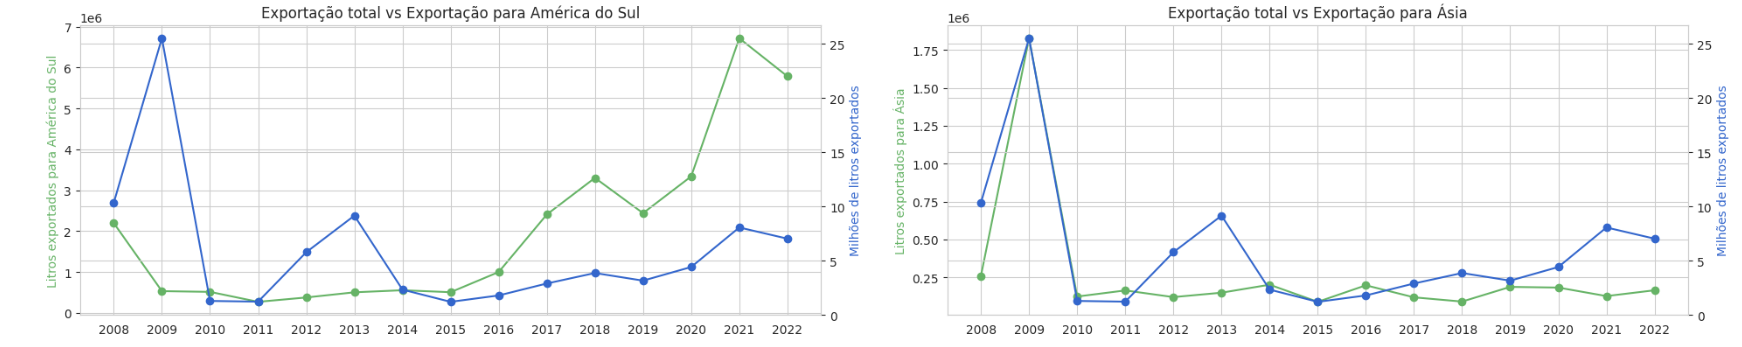 Exportação total vs Exportação para América do Sul
1e6
7
6
5
4
3
2
1
0
Litros exportados para América do Sul
25
20
15
10
5
0
Milhões de litros exportados
2008 2009 2010 2011 2012 2013 2014 2015 2016 2017 2018 2019 2020 2021 2022
Exportação total vs Exportação para Ásia
1e6
1.75
1.50
1.25
1.00
0.75
0.50
0.25
Litros exportados para Ásia
25
20
15
10
5
0
Milhões de litros exportados
2008 2009 2010 2011 2012 2013 2014 2015 2016 2017 2018 2019 2020 2021 2022